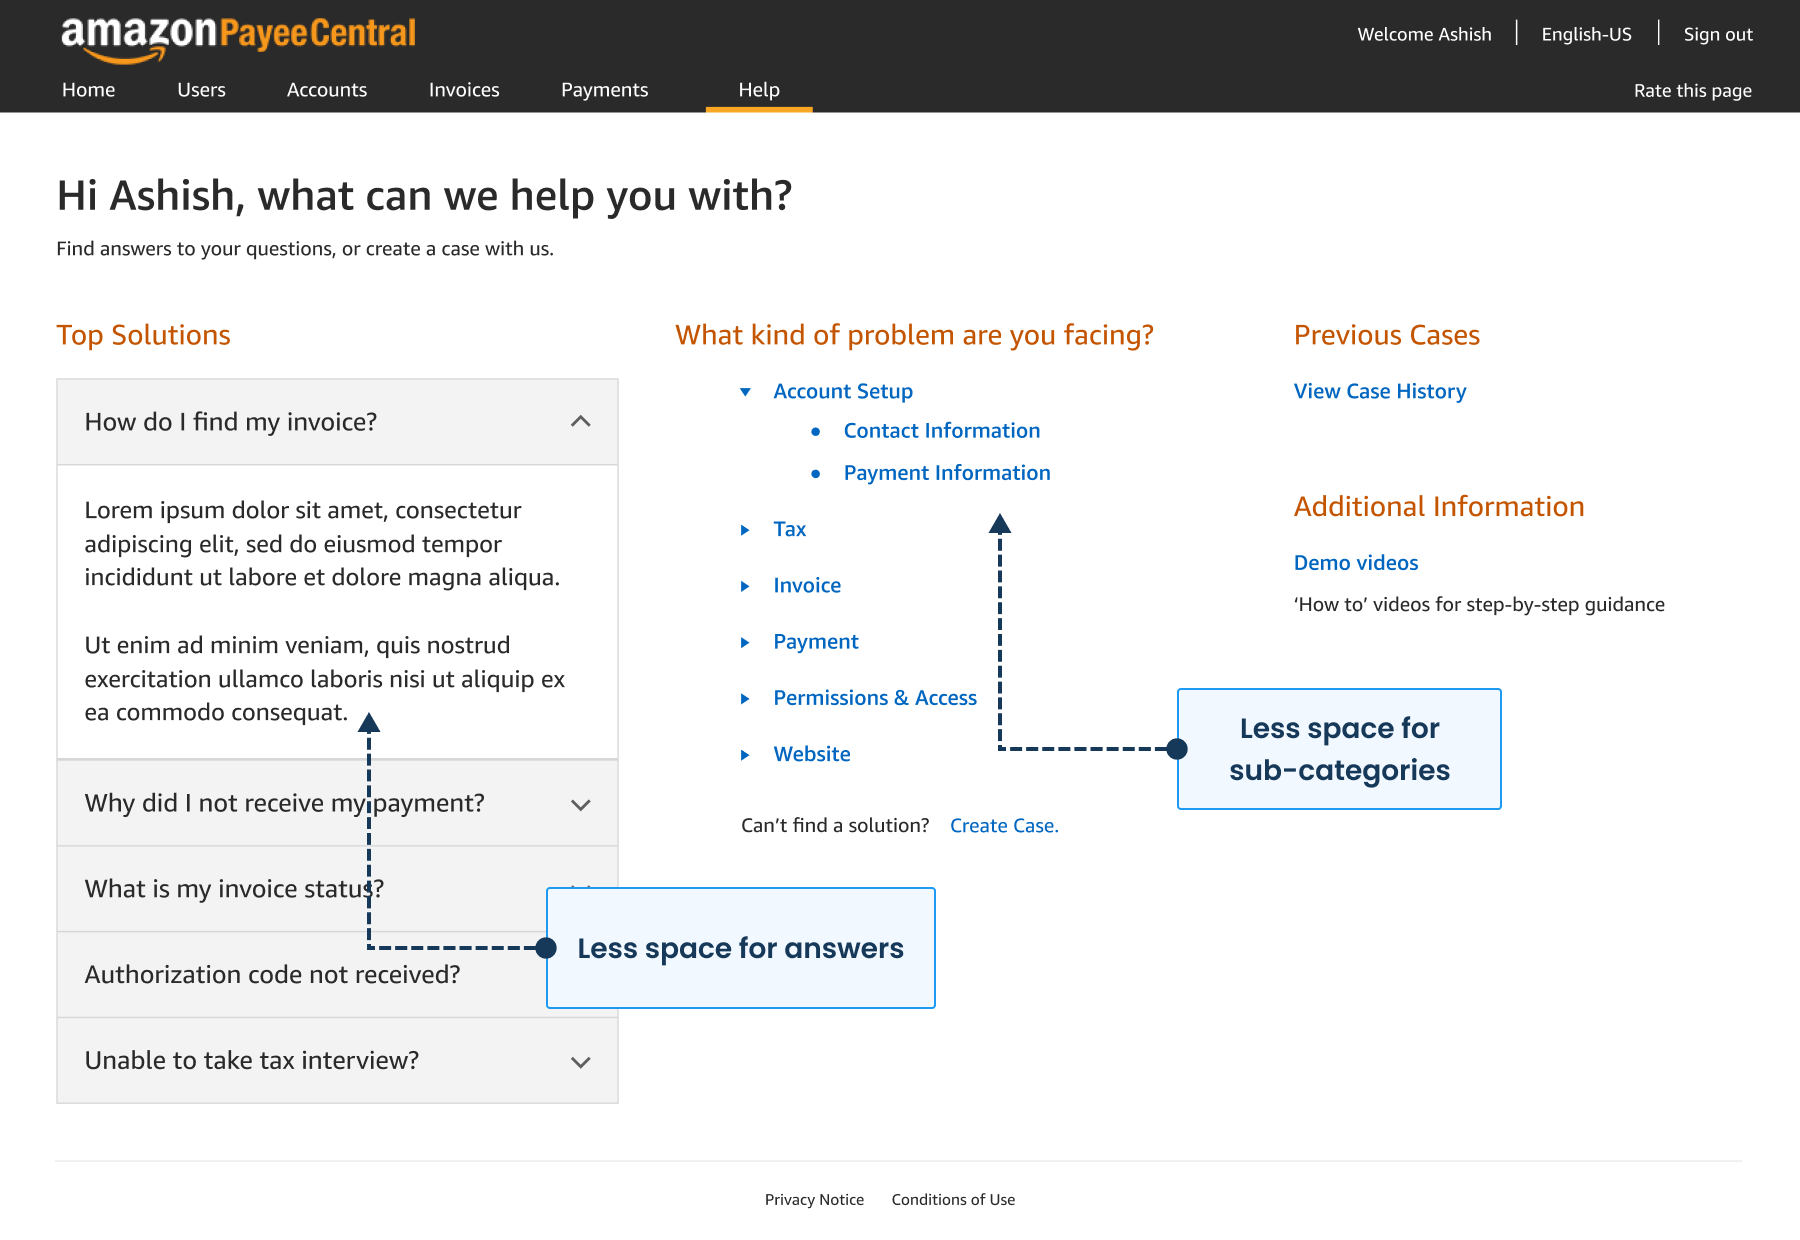 amazonPayeeCentral
Welcome Ashish
English-US
Sign out
Home
Users
Accounts
Invoices
Payments
Help
Rate this page
Hi Ashish, what can we help you with?
Find answers to your questions, or create a case with us.
Top Solutions
How do I find my invoice?
Lorem ipsum dolor sit amet, consectetur
adipiscing elit, sed do eiusmod tempor
incididunt ut labore et dolore magna aliqua.
Ut enim ad minim veniam, quis nostrud
exercitation ullamco laboris nisi ut aliquip ex
ea commodo consequat.
Why did I not receive my payment?
What is my invoice status?
Authorization code not received?
Unable to take tax interview?
Less space for answers
What kind of problem are you facing?
Account Setup
Contact Information
Payment Information
Tax
Invoice
Payment
Permissions & Access
Website
Can’t find a solution? Create Case.
Less space for
sub-categories
Previous Cases
View Case History
Additional Information
Demo videos
‘How to’ videos for step-by-step guidance
Privacy Notice
Conditions of Use